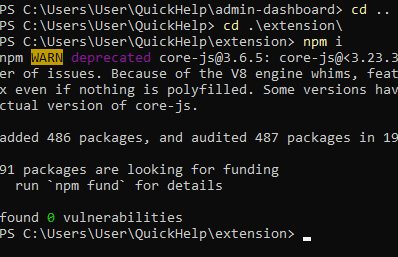 PS C:\Users\User\QuickHelp\admin-dashboard> cd ..
PS C:\Users\User\QuickHelp> cd .\extension\
PS C:\Users\User\QuickHelp\extension> npm i
npm WARN deprecated core-js@3.6.5: core-js@<3.23.3
er of issues. Because of the V8 engine whims, feat
x even if nothing is polyfilled. Some versions hav
ctual version of core-js.
added 486 packages, and audited 487 packages in 19
91 packages are looking for funding
run `npm fund` for details
found 0 vulnerabilities
PS C:\Users\User\QuickHelp\extension>